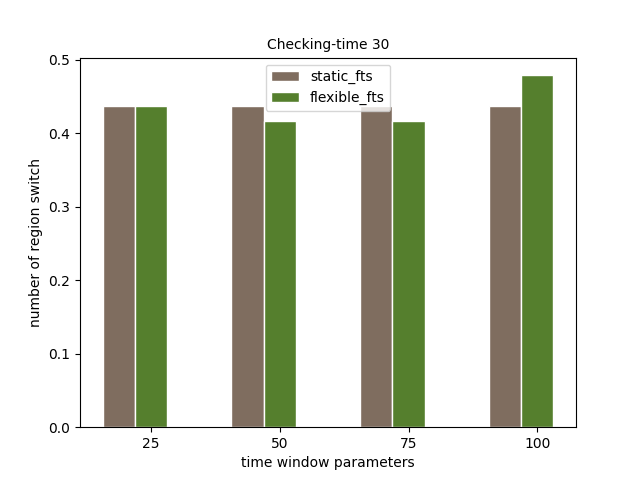 Checking-time 30
static_fts
flexible_fts
0.5
0.4
0.3
0.2
0.1
0.0
number of region switch
25 50 75 100
time window parameters